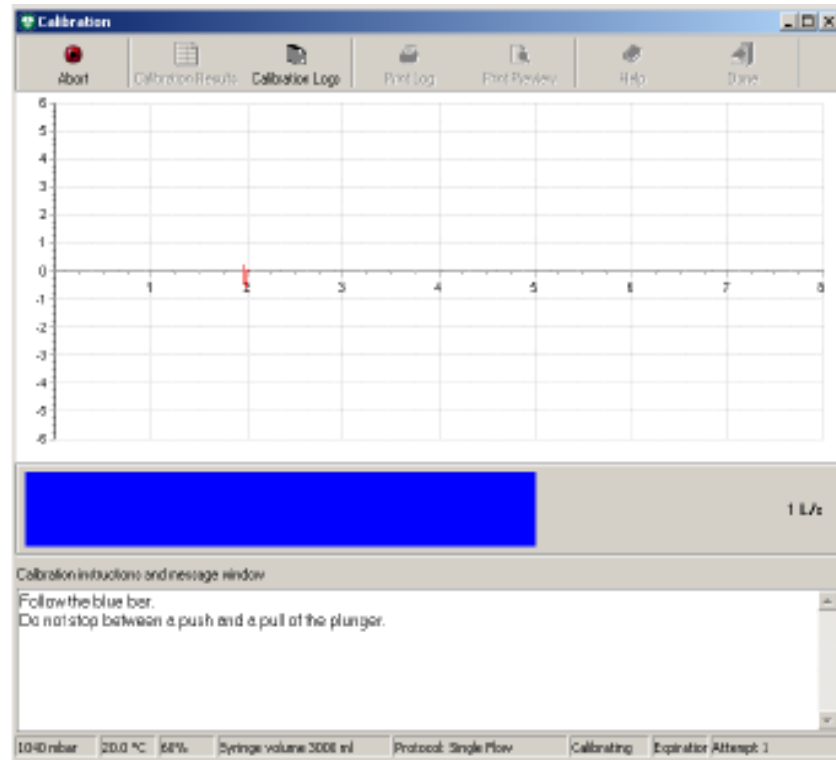 Calibration
Abort Calibration Results Calibration Logs Print Log Print Preview Help Done
6
5
4
3
2
1
0
1 2 3 4 5 6 7 8
-1
-2
-3
-4
-5
-6
1 L/s
Calibration instructions and message window
Follow the blue bar.
Do not stop between a push and a pull of the plunger.
1040 mbar 20.0 °C 60% Syringe volume 3000 ml Protocol: Single Flow Calibrating Expiration Attempt 1